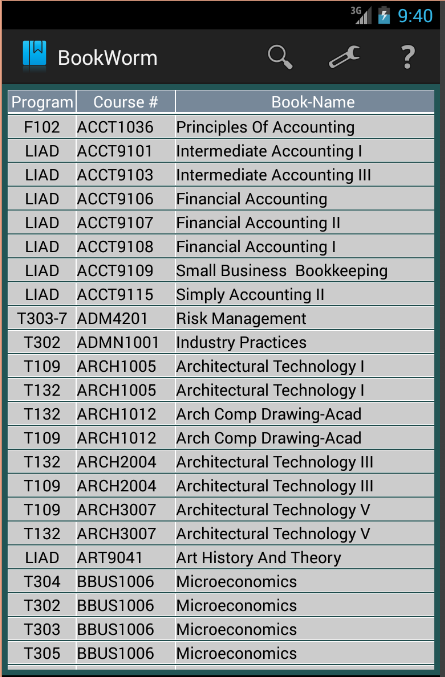 3G 9:40
BookWorm ?
Program Course # Book-Name
F102 ACCT1036 Principles Of Accounting
LIAD ACCT9101 Intermediate Accounting I
LIAD ACCT9103 Intermediate Accounting III
LIAD ACCT9106 Financial Accounting
LIAD ACCT9107 Financial Accounting II
LIAD ACCT9108 Financial Accounting I
LIAD ACCT9109 Small Business  Bookkeeping
LIAD ACCT9115 Simply Accounting II
T303-7 ADM4201 Risk Management
T302 ADMN1001 Industry Practices
T109 ARCH1005 Architectural Technology I
T132 ARCH1005 Architectural Technology I
T132 ARCH1012 Arch Comp Drawing-Acad
T109 ARCH1012 Arch Comp Drawing-Acad
T132 ARCH2004 Architectural Technology III
T109 ARCH2004 Architectural Technology III
T109 ARCH3007 Architectural Technology V
T132 ARCH3007 Architectural Technology V
LIAD ART9041 Art History And Theory
T304 BBUS1006 Microeconomics
T302 BBUS1006 Microeconomics
T303 BBUS1006 Microeconomics
T305 BBUS1006 Microeconomics